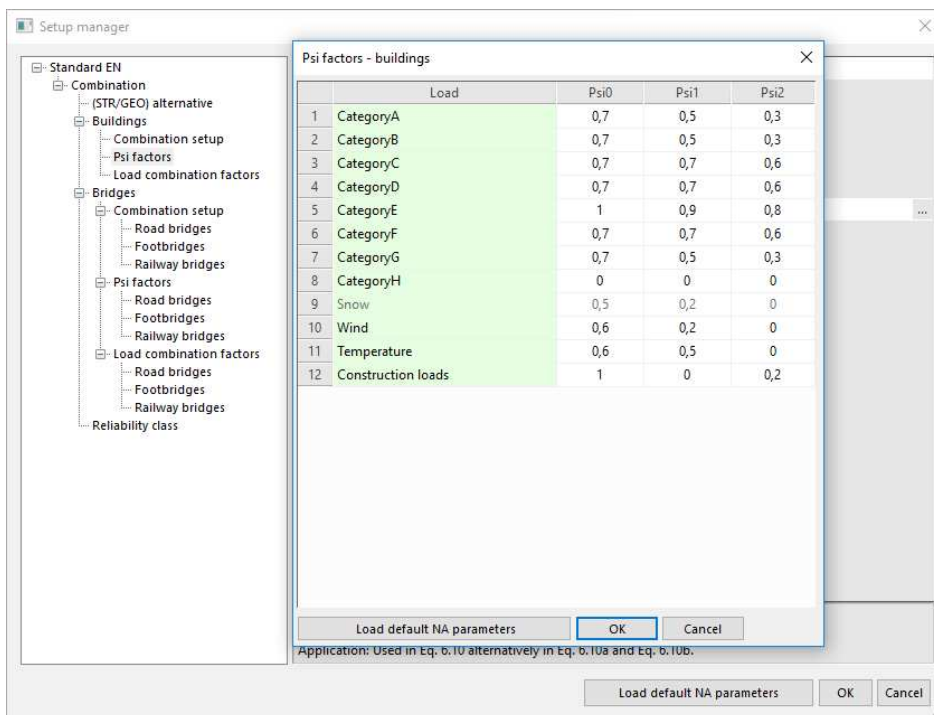 Setup manager
Standard EN
Combination
(STR/GEO) alternative
Buildings
Combination setup
Psi factors
Load combination factors
Bridges
Combination setup
Road bridges
Footbridges
Railway bridges
Psi factors
Road bridges
Footbridges
Railway bridges
Load combination factors
Road bridges
Footbridges
Railway bridges
Reliability class
Psi factors - buildings
Load Psi0 Psi1 Psi2
1 CategoryA 0,7 0,5 0,3
2 CategoryB 0,7 0,5 0,3
3 CategoryC 0,7 0,7 0,6
4 CategoryD 0,7 0,7 0,6
5 CategoryE 1 0,9 0,8
6 CategoryF 0,7 0,7 0,6
7 CategoryG 0,7 0,5 0,3
8 CategoryH 0 0 0
9 Snow 0,5 0,2 0
10 Wind 0,6 0,2 0
11 Temperature 0,6 0,5 0
12 Construction loads 1 0 0,2
...
Load default NA parameters OK Cancel
Application: Used in Eq. 6.10 alternatively in Eq. 6.10a and Eq. 6.10b.
Load default NA parameters OK Cancel